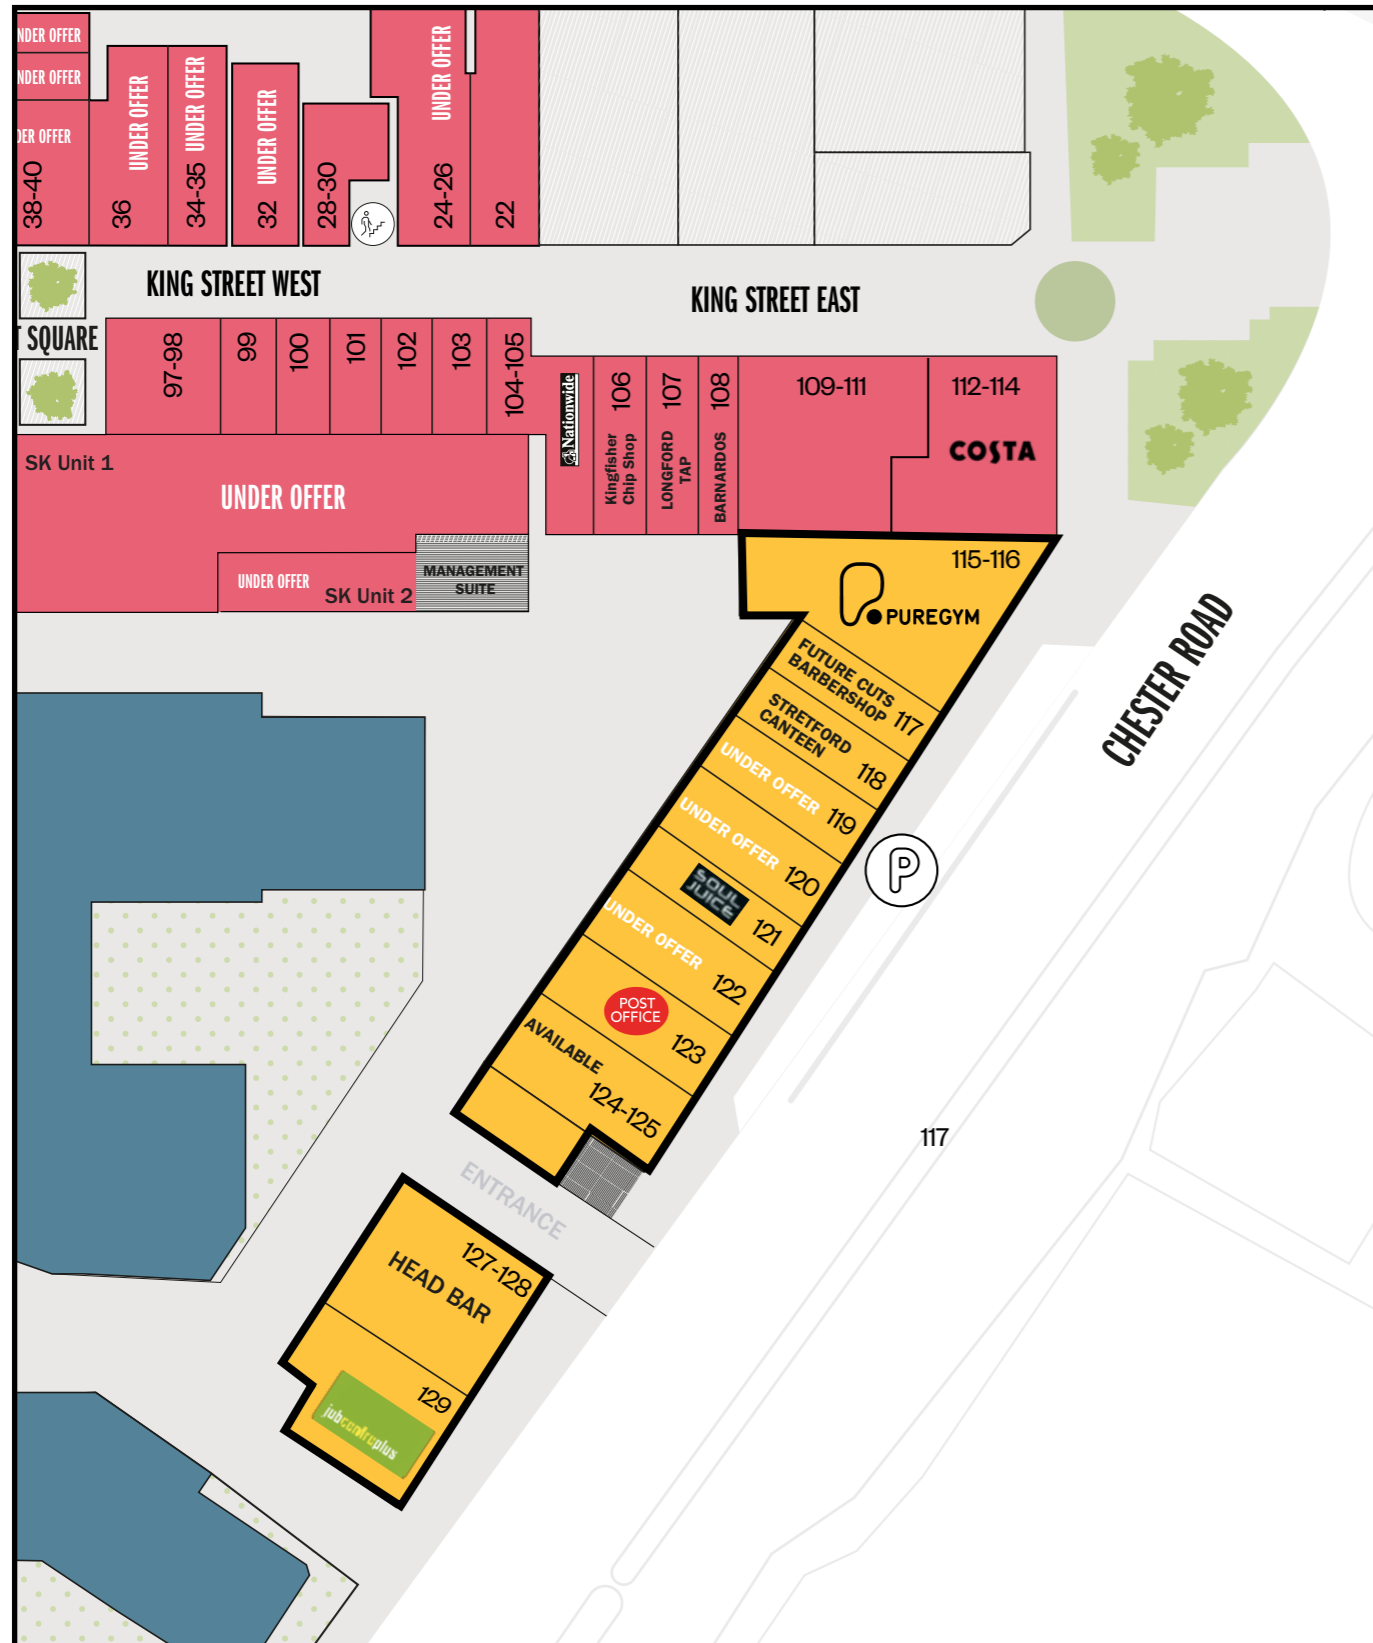 NDER OFFER
NDER OFFER
DER OFFER
38-40
36
UNDER OFFER
34-35
UNDER OFFER
32
UNDER OFFER
28-30
24-26
UNDER OFFER
22
KING STREET WEST
KING STREET EAST
T SQUARE
97-98
99
100
101
102
103
104-105
Nationwide
106
Kingfisher
Chip Shop
107
LONGFORD
TAP
108
BARNARDOS
109-111
112-114
COSTA
SK Unit 1
UNDER OFFER
UNDER OFFER
SK Unit 2
MANAGEMENT
SUITE
115-116
PUREGYM
FUTURE CUTS
BARBERSHOP
117
STRETFORD
CANTEEN
118
UNDER OFFER
119
UNDER OFFER
120
SOUL
JUICE
121
UNDER OFFER
122
POST
OFFICE
123
AVAILABLE
124-125
CHESTER ROAD
P
117
ENTRANCE
127-128
HEAD BAR
129
jobcentreplus